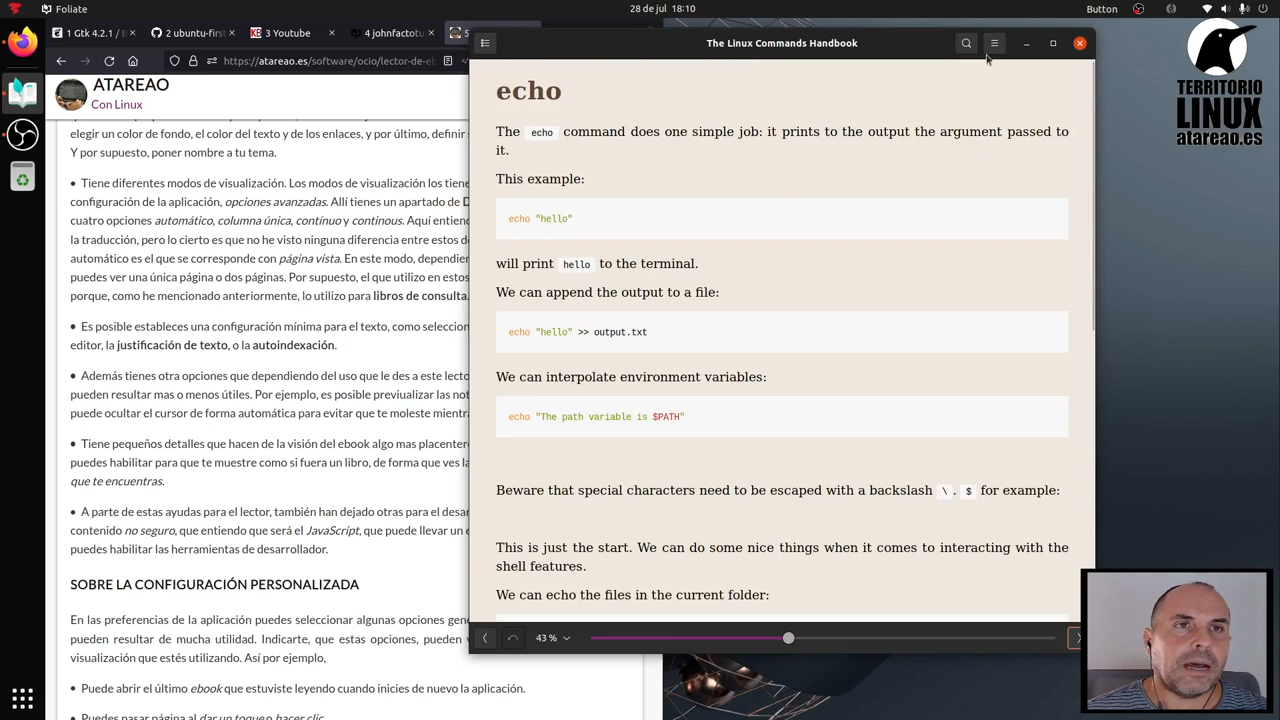 Foliate
28 de jul 18:10
Button
1 Gtk 4.2.1
2 ubuntu-first
3 Youtube
4 johnfactotu
https://atareao.es/software/ocio/lector-de-e
ATAREAO
Con Linux
elegir un color de fondo, el color del texto y de los enlaces, y por último, definir
Y por supuesto, poner nombre a tu tema.
• Tiene diferentes modos de visualización. Los modos de visualización los tiene
configuración de la aplicación, opciones avanzadas. Allí tienes un apartado de D
cuatro opciones automático, columna única, contínuo y continous. Aquí entiend
la traducción, pero lo cierto es que no he visto ninguna diferencia entre estos d
automático es el que se corresponde con página vista. En este modo, dependien
puedes ver una única página o dos páginas. Por supuesto, el que utilizo en estos
porque, como he mencionado anteriormente, lo utilizo para libros de consulta.
• Es posible estableces una configuración mínima para el texto, como seleccion
editor, la justificación de texto, o la autoindexación.
• Además tienes otra opciones que dependiendo del uso que le des a este lecto
pueden resultar mas o menos útiles. Por ejemplo, es posible previualizar las not
puede ocultar el cursor de forma automática para evitar que te moleste mientra
• Tiene pequeños detalles que hacen de la visión del ebook algo mas placentero
puedes habilitar para que te muestre como si fuera un libro, de forma que ves la
que te encuentras.
• A parte de estas ayudas para el lector, también han dejado otras para el desar
contenido no seguro, que entiendo que será el JavaScript, que puede llevar un e
puedes habilitar las herramientas de desarrollador.
SOBRE LA CONFIGURACIÓN PERSONALIZADA
En las preferencias de la aplicación puedes seleccionar algunas opciones gene
pueden resultar de mucha utilidad. Indicarte, que estas opciones, pueden v
visualización que estés utilizando. Así por ejemplo,
• Puede abrir el último ebook que estuviste leyendo cuando inicies de nuevo la aplicación.
• Puedes pasar página al dar un toque o hacer clic
The Linux Commands Handbook
echo
The echo command does one simple job: it prints to the output the argument passed to
it.
This example:
echo "hello"
will print hello to the terminal.
We can append the output to a file:
echo "hello" >> output.txt
We can interpolate environment variables:
echo "The path variable is $PATH"
Beware that special characters need to be escaped with a backslash \ . $ for example:
This is just the start. We can do some nice things when it comes to interacting with the
shell features.
We can echo the files in the current folder:
43 %
TERRITORIO
LINUX
atareao.es